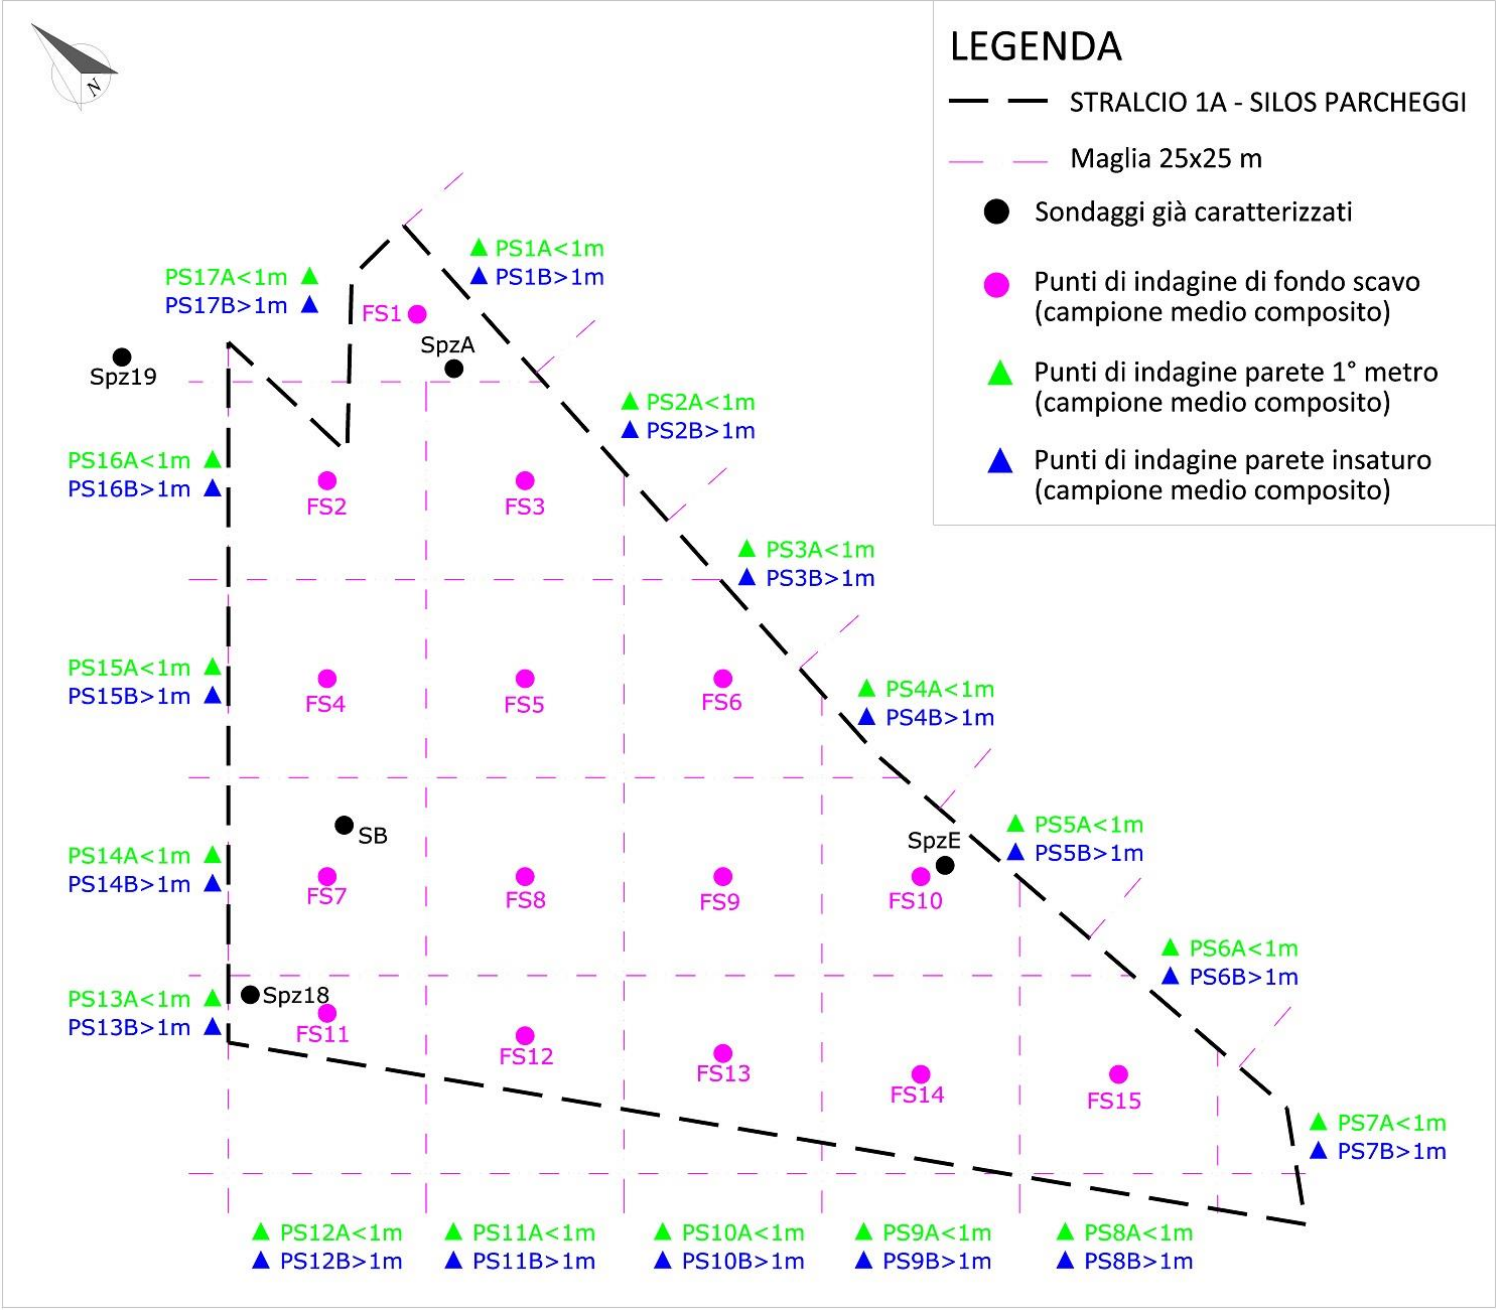 LEGENDA
STRALCIO 1A - SILOS PARCHEGGI
Maglia 25x25 m
Sondaggi già caratterizzati
Punti di indagine di fondo scavo
(campione medio composito)
Punti di indagine parete 1° metro
(campione medio composito)
Punti di indagine parete insaturo
(campione medio composito)
N
PS1A<1m
PS1B>1m
PS17A<1m
PS17B>1m
FS1
SpzA
Spz19
PS2A<1m
PS2B>1m
PS16A<1m
PS16B>1m
FS2
FS3
PS3A<1m
PS3B>1m
PS15A<1m
PS15B>1m
FS4
FS5
FS6
PS4A<1m
PS4B>1m
SB
SpzE
PS5A<1m
PS5B>1m
PS14A<1m
PS14B>1m
FS7
FS8
FS9
FS10
PS6A<1m
PS6B>1m
PS13A<1m
PS13B>1m
Spz18
FS11
FS12
FS13
FS14
FS15
PS7A<1m
PS7B>1m
PS12A<1m
PS12B>1m
PS11A<1m
PS11B>1m
PS10A<1m
PS10B>1m
PS9A<1m
PS9B>1m
PS8A<1m
PS8B>1m